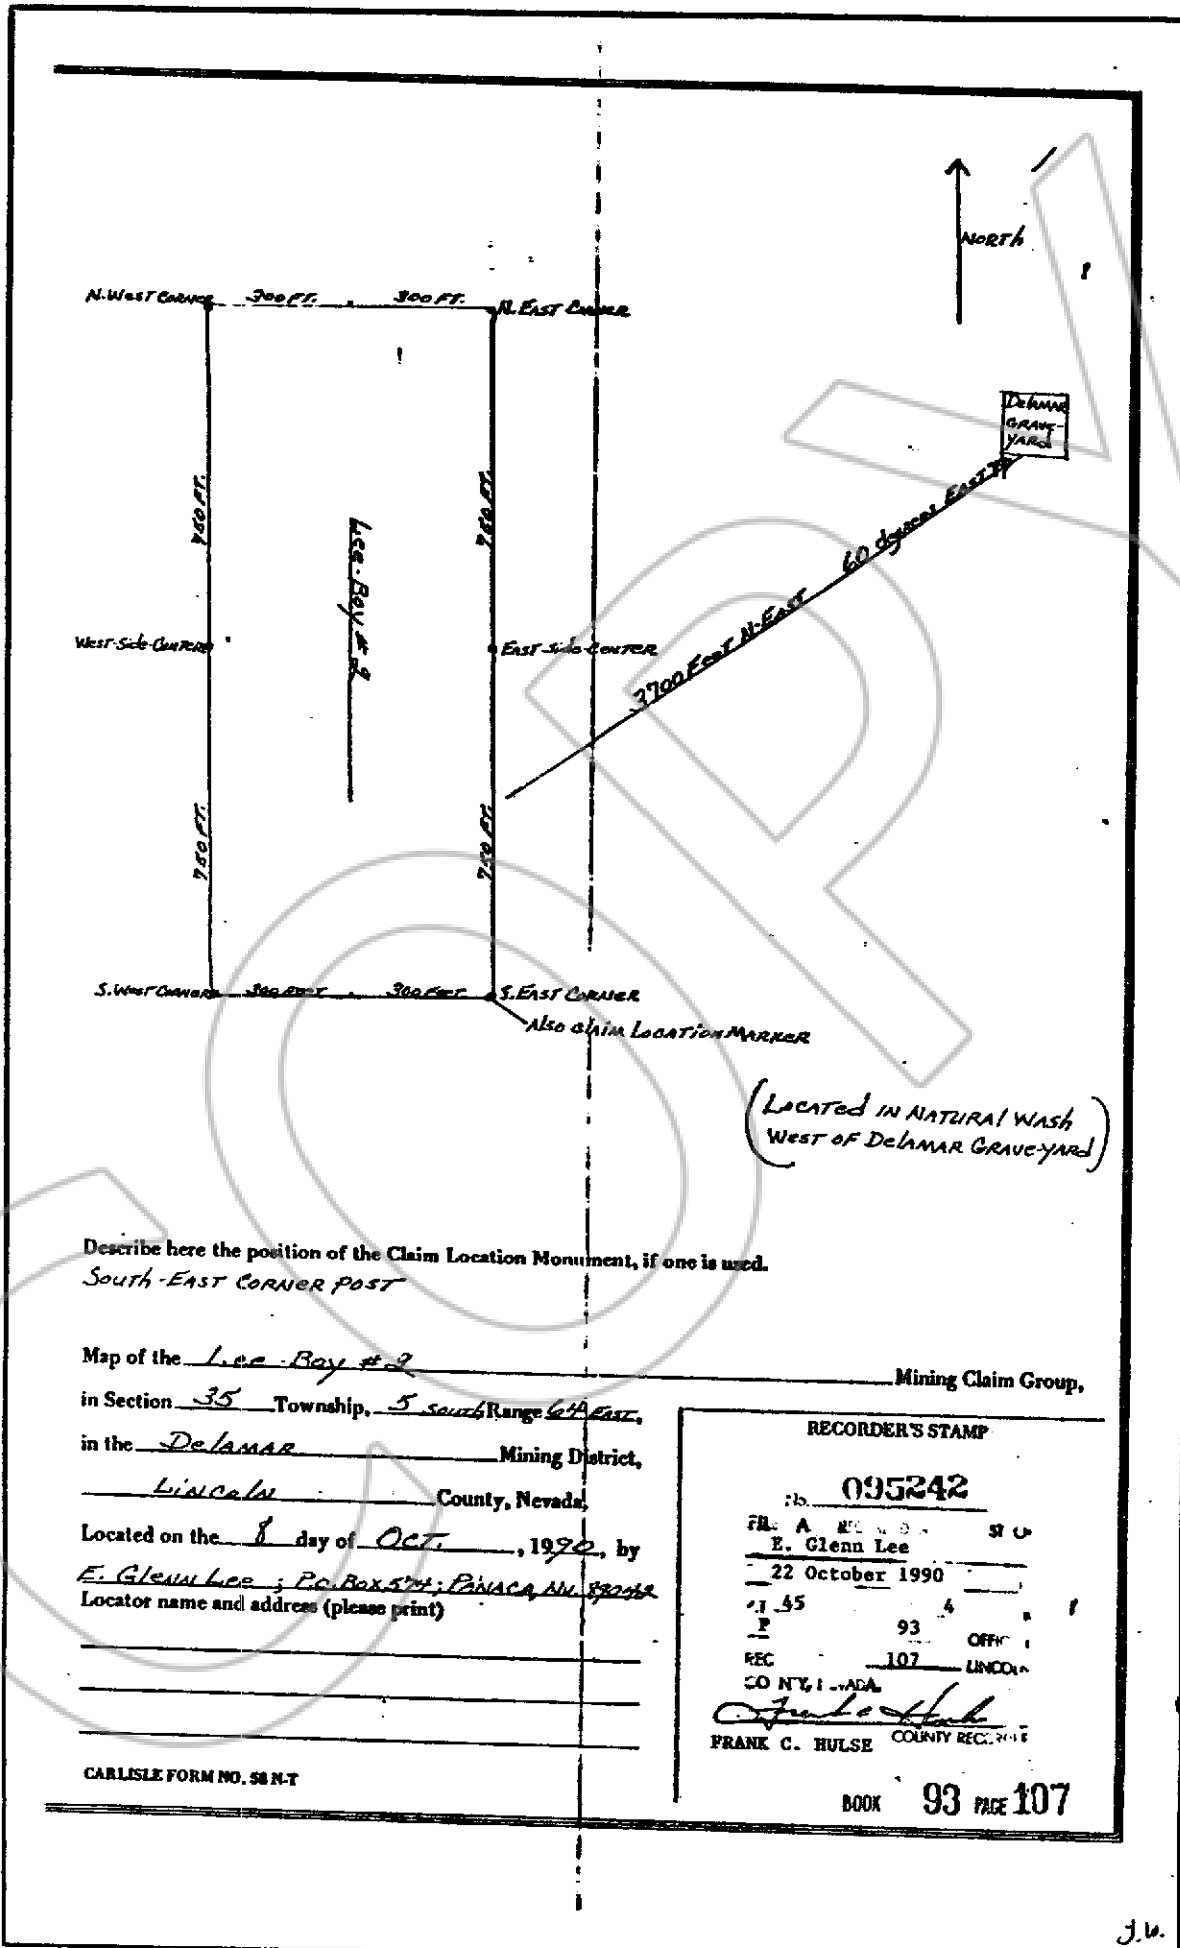 NORTH
N. WEST CORNER 300 FT. 300 FT. N. EAST CORNER
DeLAMAR
GRAVE-
YARD
750 FT. 750 FT.
Lee-Boy #2
60 degrees EAST
3700 Feet N-EAST
WEST-Side-CENTER EAST-Side-CENTER
750 FT. 750 FT.
S. WEST CORNER 300 FEET 300 FEET S. EAST CORNER
Also CLAIM LOCATION MARKER
(LOCATEd IN NATURAL WASh
WEST OF DelAMAR GRAVE-YARd)
COPY
Describe here the position of the Claim Location Monument, if one is used.
SOUTH-EAST CORNER POST
Map of the Lee-Boy #2 Mining Claim Group,
in Section 35 Township, 5 south Range 64 EAST,
in the DelAMAR Mining District,
LINCOLN County, Nevada,
Located on the 8 day of OCT., 1990, by
E. GLENN Lee; P.O. Box 574; PANACA, NV.
Locator name and address (please print)
CARLISLE FORM NO. 58 N-T
RECORDER'S STAMP
No. 095242
E. Glenn Lee
22 October 1990
45 4
93
REC 107 LINCOLN
FRANK C. HULSE COUNTY RECORDER
BOOK 93 PAGE 107
J.W.